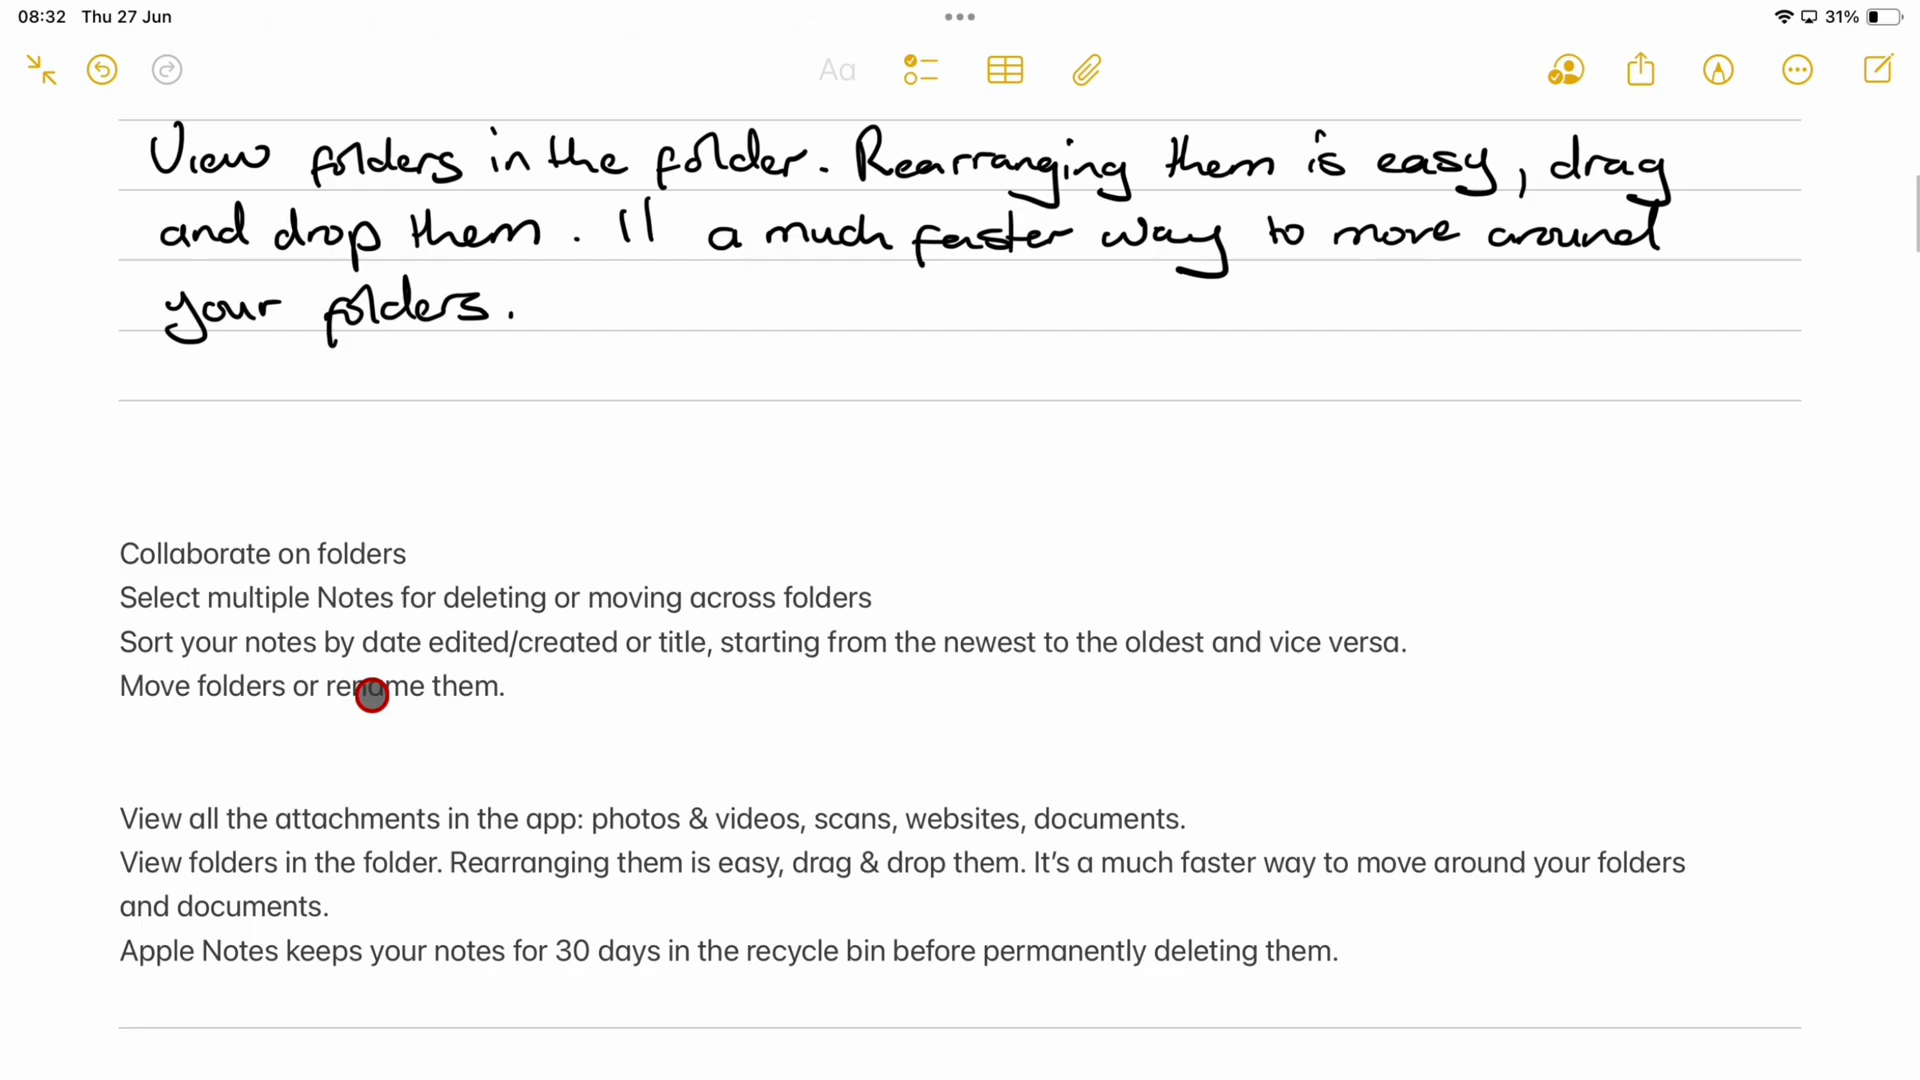 08:32 Thu 27 Jun
31%
Aa
View folders in the folder. Rearranging them is easy, drag
and drop them. a much faster way to move around
your folders.
Collaborate on folders
Select multiple Notes for deleting or moving across folders
Sort your notes by date edited/created or title, starting from the newest to the oldest and vice versa.
Move folders or rename them.
View all the attachments in the app: photos & videos, scans, websites, documents.
View folders in the folder. Rearranging them is easy, drag & drop them. It’s a much faster way to move around your folders
and documents.
Apple Notes keeps your notes for 30 days in the recycle bin before permanently deleting them.